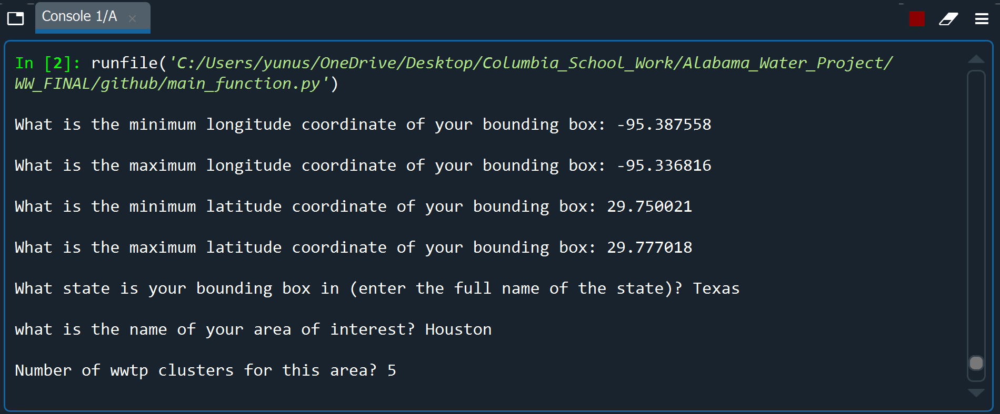 Console 1/A
In [2]: runfile('C:/Users/yunus/OneDrive/Desktop/Columbia_School_Work/Alabama_Water_Project/
WW_FINAL/github/main_function.py')
What is the minimum longitude coordinate of your bounding box: -95.387558
What is the maximum longitude coordinate of your bounding box: -95.336816
What is the minimum latitude coordinate of your bounding box: 29.750021
What is the maximum latitude coordinate of your bounding box: 29.777018
What state is your bounding box in (enter the full name of the state)? Texas
what is the name of your area of interest? Houston
Number of wwtp clusters for this area? 5